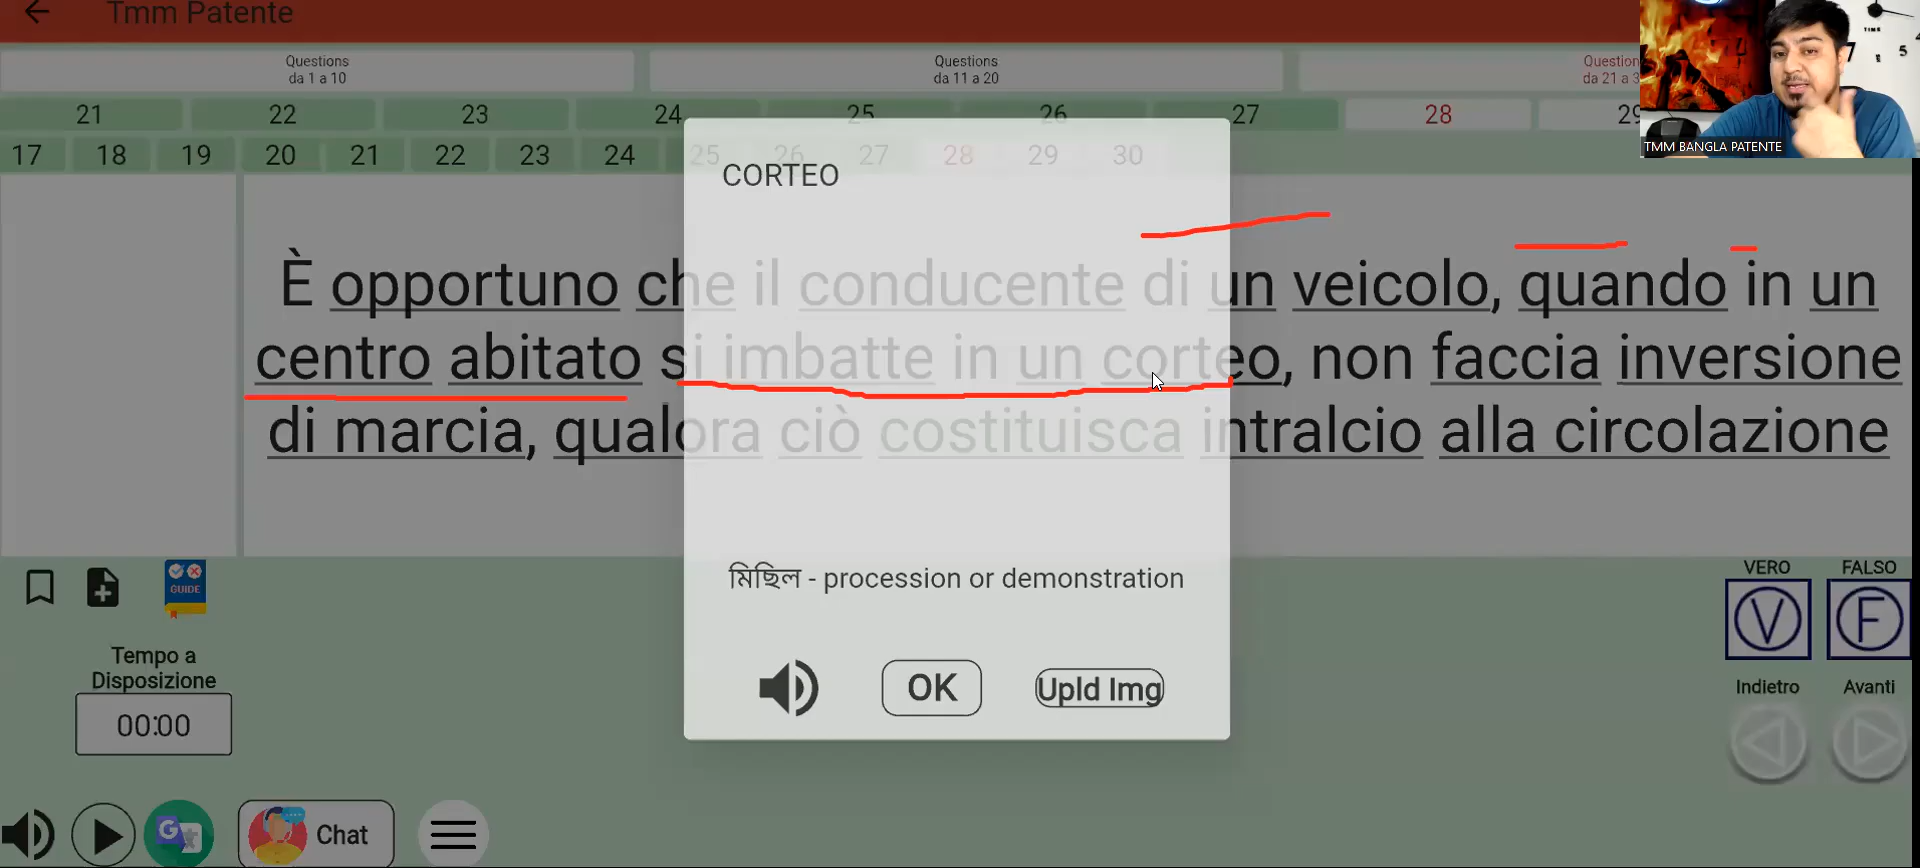 Tmm Patente
Questions
da 1 a 10
Questions
da 11 a 20
da 21 a 3
21 22 23 24 25 26 27 28 29
17 18 19 20 21 22 23 24 25 26 27 28 29 30
TIME
5
TMM BANGLA PATENTE
CORTEO
È opportuno che il conducente di un veicolo, quando in un
centro abitato si imbatte in un corteo, non faccia inversione
di marcia, qualora ciò costituisca intralcio alla circolazione
মিছিল - procession or demonstration
OK
Upld Img
GUIDE
Tempo a
Disposizione
00:00
VERO FALSO
V F
Indietro Avanti
G
Chat